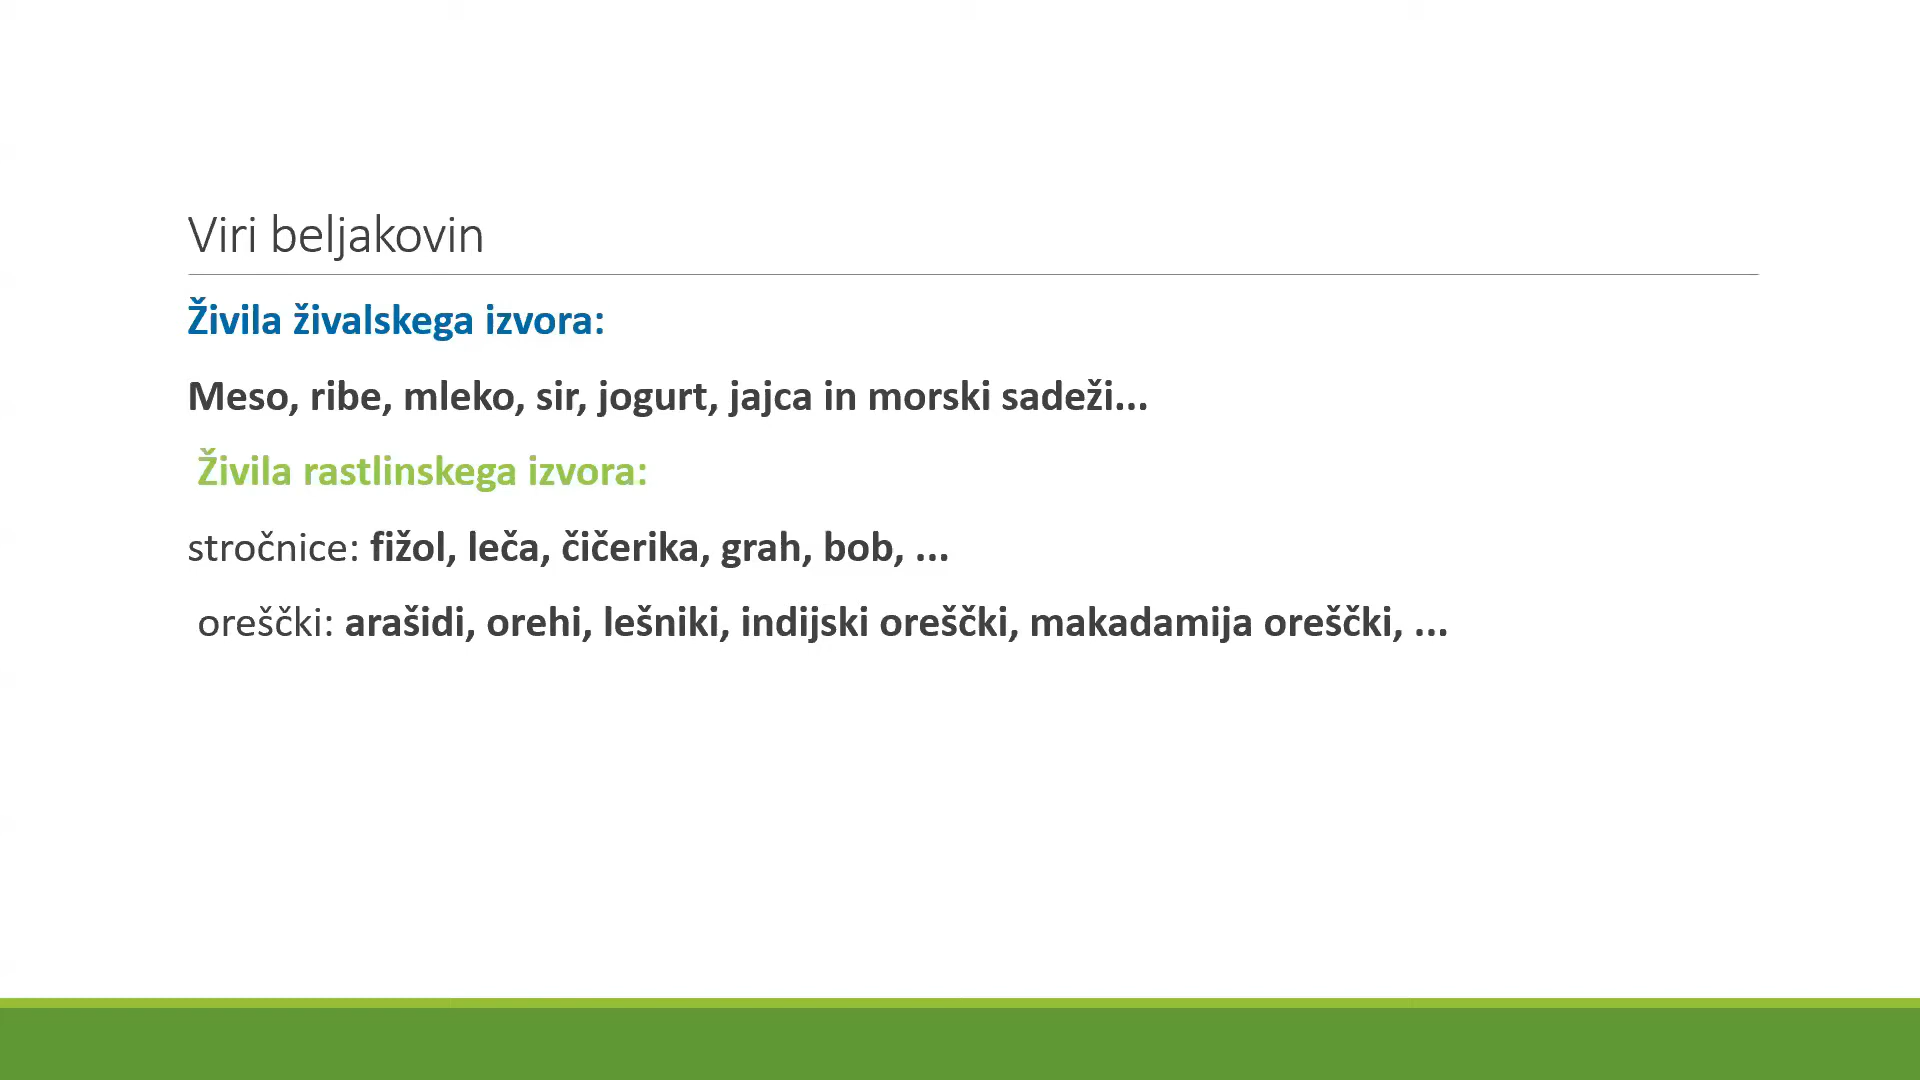 Viri beljakovin
Živila živalskega izvora:
Meso, ribe, mleko, sir, jogurt, jajca in morski sadeži...
Živila rastlinskega izvora:
stročnice: fižol, leča, čičerika, grah, bob, ...
oreščki: arašidi, orehi, lešniki, indijski oreščki, makadamija oreščki, ...